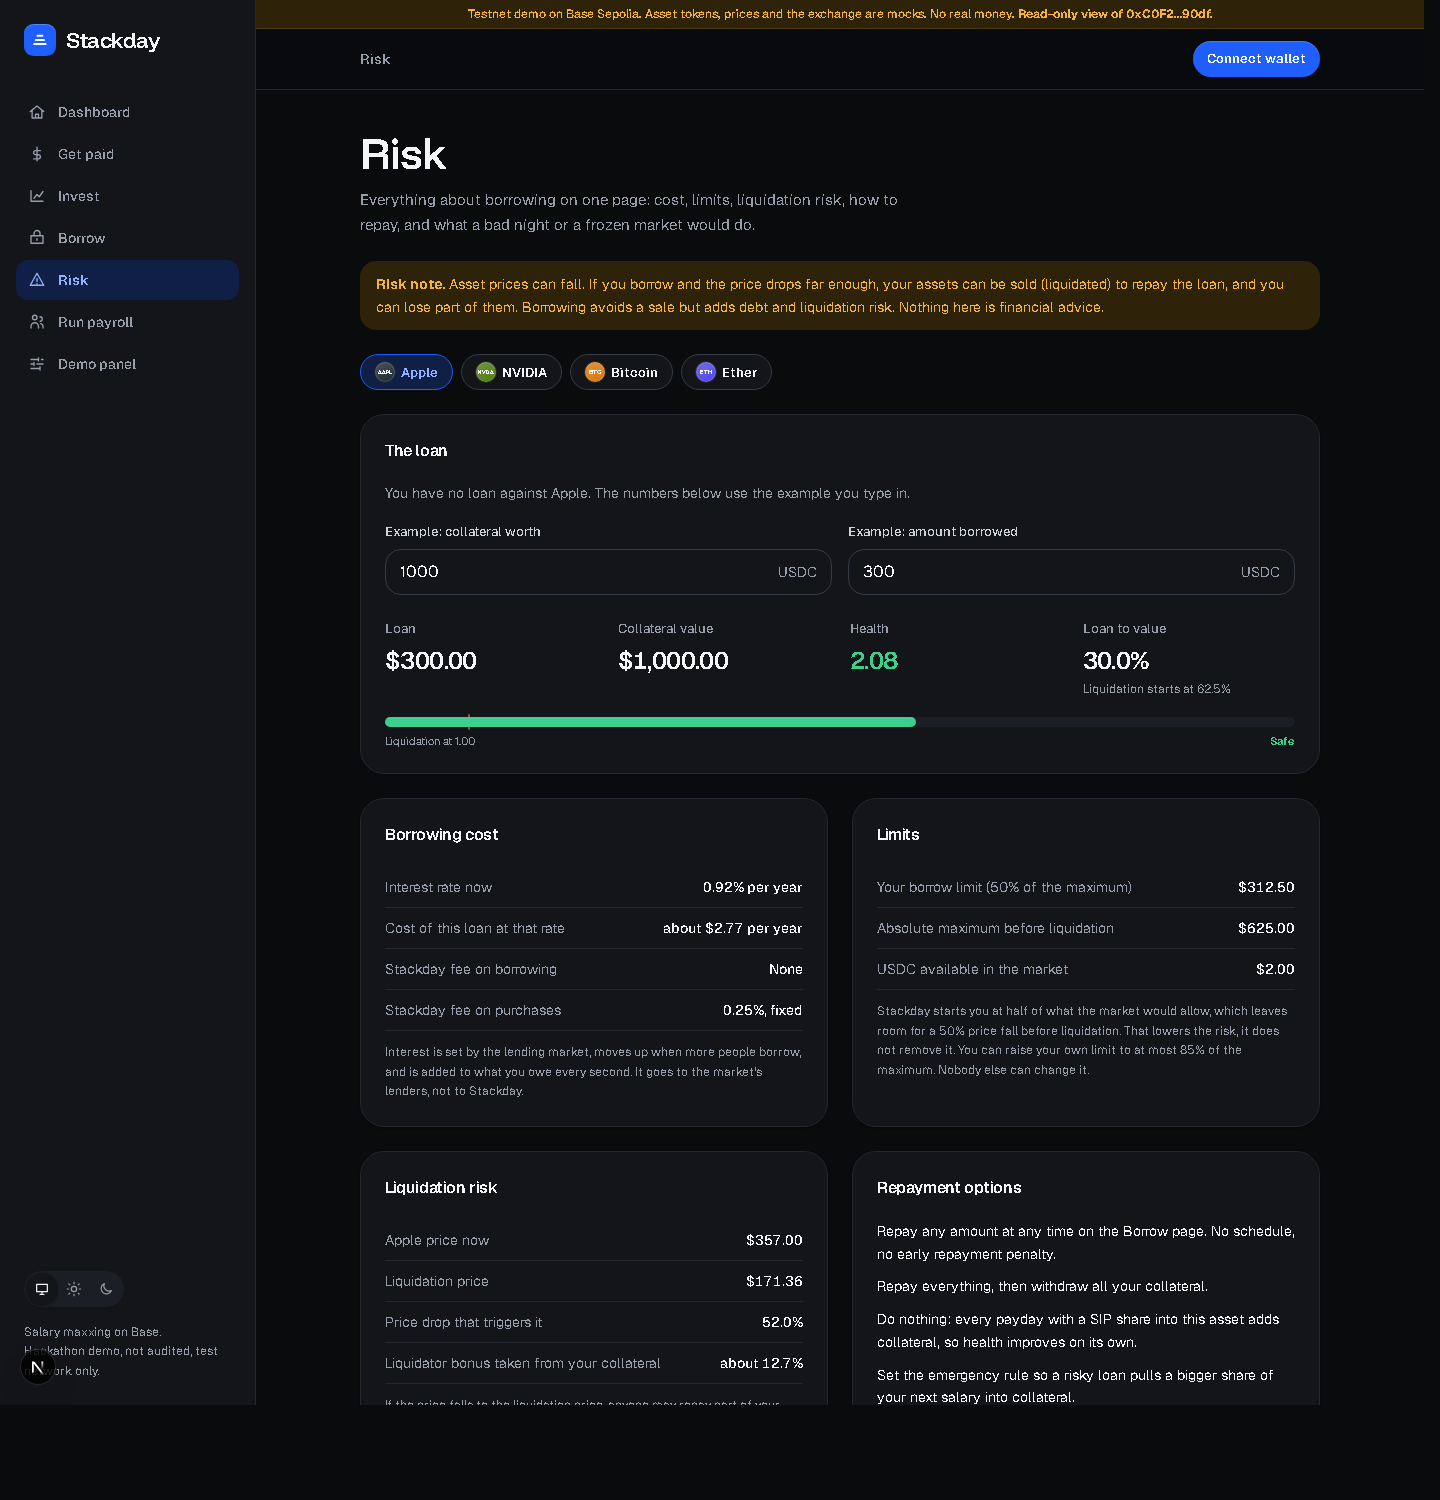 Testnet demo on Base Sepolia. Asset tokens, prices and the exchange are mocks. No real money. Read-only view of 0xC0F2...90df.
Stackday
Risk
Connect wallet
Dashboard
Get paid
Invest
Borrow
Risk
Run payroll
Demo panel
Risk
Everything about borrowing on one page: cost, limits, liquidation risk, how to
repay, and what a bad night or a frozen market would do.
Risk note. Asset prices can fall. If you borrow and the price drops far enough, your assets can be sold (liquidated) to repay the loan, and you
can lose part of them. Borrowing avoids a sale but adds debt and liquidation risk. Nothing here is financial advice.
AAPL Apple
NVDA NVIDIA
BTC Bitcoin
ETH Ether
The loan
You have no loan against Apple. The numbers below use the example you type in.
Example: collateral worth
1000 USDC
Example: amount borrowed
300 USDC
Loan
$300.00
Collateral value
$1,000.00
Health
2.08
Loan to value
30.0%
Liquidation starts at 62.5%
Liquidation at 1.00
Safe
Borrowing cost
Interest rate now 0.92% per year
Cost of this loan at that rate about $2.77 per year
Stackday fee on borrowing None
Stackday fee on purchases 0.25%, fixed
Interest is set by the lending market, moves up when more people borrow,
and is added to what you owe every second. It goes to the market's
lenders, not to Stackday.
Limits
Your borrow limit (50% of the maximum) $312.50
Absolute maximum before liquidation $625.00
USDC available in the market $2.00
Stackday starts you at half of what the market would allow, which leaves
room for a 50% price fall before liquidation. That lowers the risk, it does
not remove it. You can raise your own limit to at most 85% of the
maximum. Nobody else can change it.
Liquidation risk
Apple price now $357.00
Liquidation price $171.36
Price drop that triggers it 52.0%
Liquidator bonus taken from your collateral about 12.7%
If the price falls to the liquidation price, anyone may repay part of your
Repayment options
Repay any amount at any time on the Borrow page. No schedule,
no early repayment penalty.
Repay everything, then withdraw all your collateral.
Do nothing: every payday with a SIP share into this asset adds
collateral, so health improves on its own.
Set the emergency rule so a risky loan pulls a bigger share of
your next salary into collateral.
Salary maxxing on Base.
demo, not audited, test
only.
N